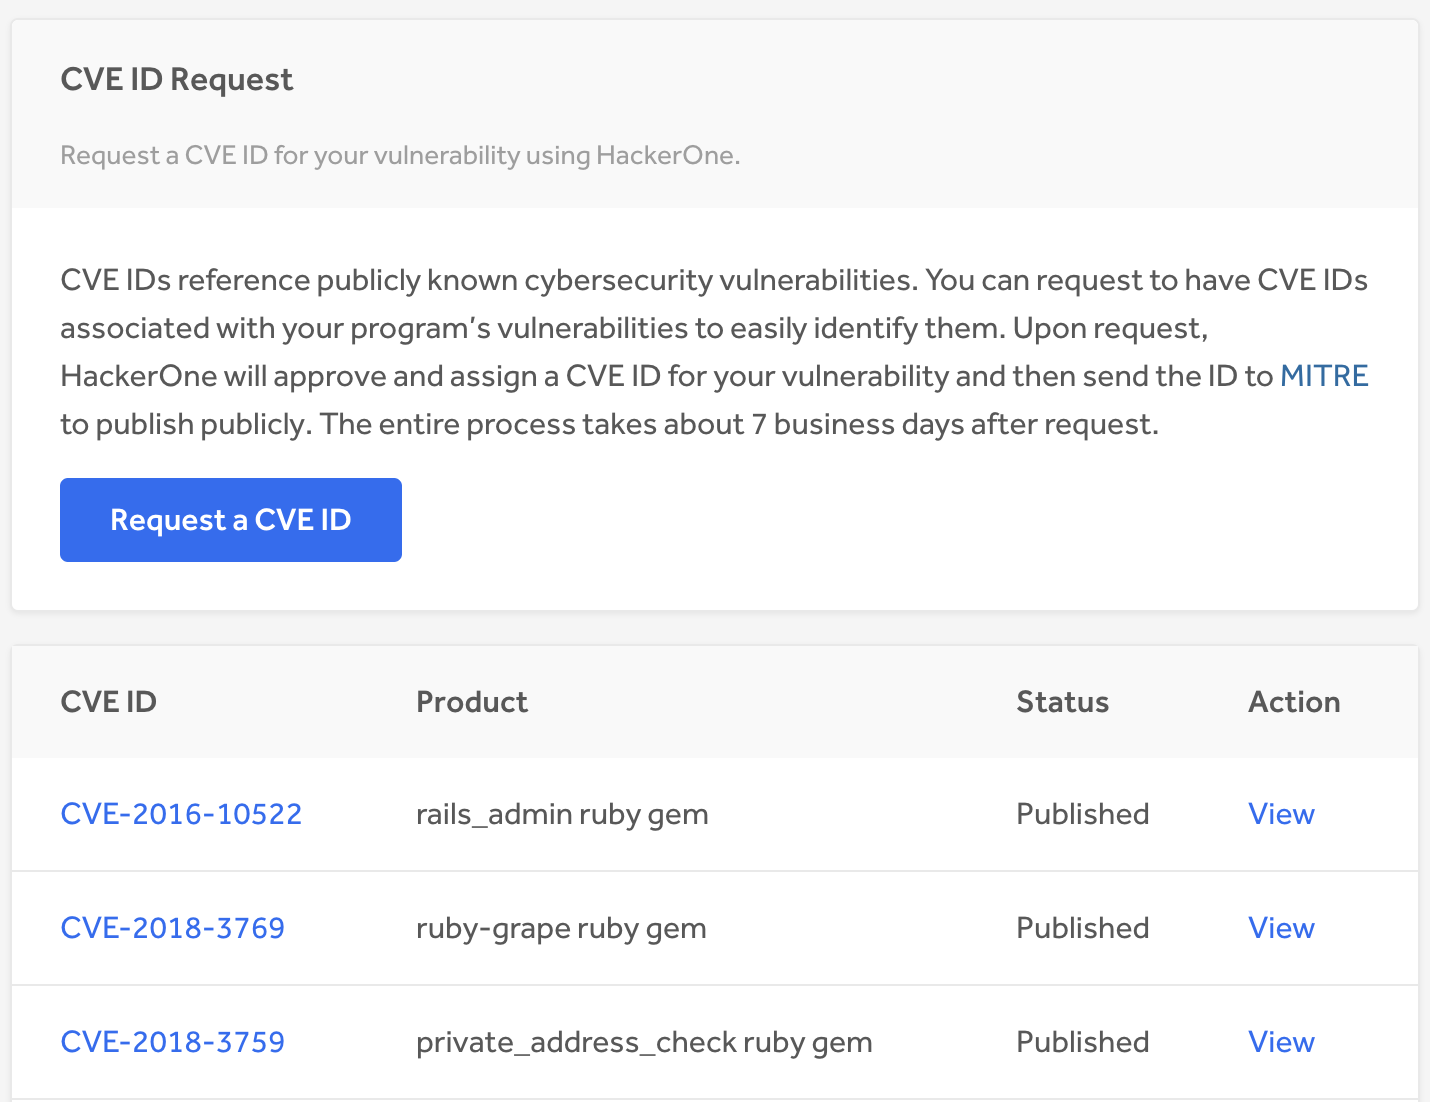 CVE ID Request
Request a CVE ID for your vulnerability using HackerOne.
CVE IDs reference publicly known cybersecurity vulnerabilities. You can request to have CVE IDs
associated with your program's vulnerabilities to easily identify them. Upon request,
HackerOne will approve and assign a CVE ID for your vulnerability and then send the ID to MITRE
to publish publicly. The entire process takes about 7 business days after request.
Request a CVE ID
CVE ID Product Status Action
CVE-2016-10522 rails_admin ruby gem Published View
CVE-2018-3769 ruby-grape ruby gem Published View
CVE-2018-3759 private_address_check ruby gem Published View